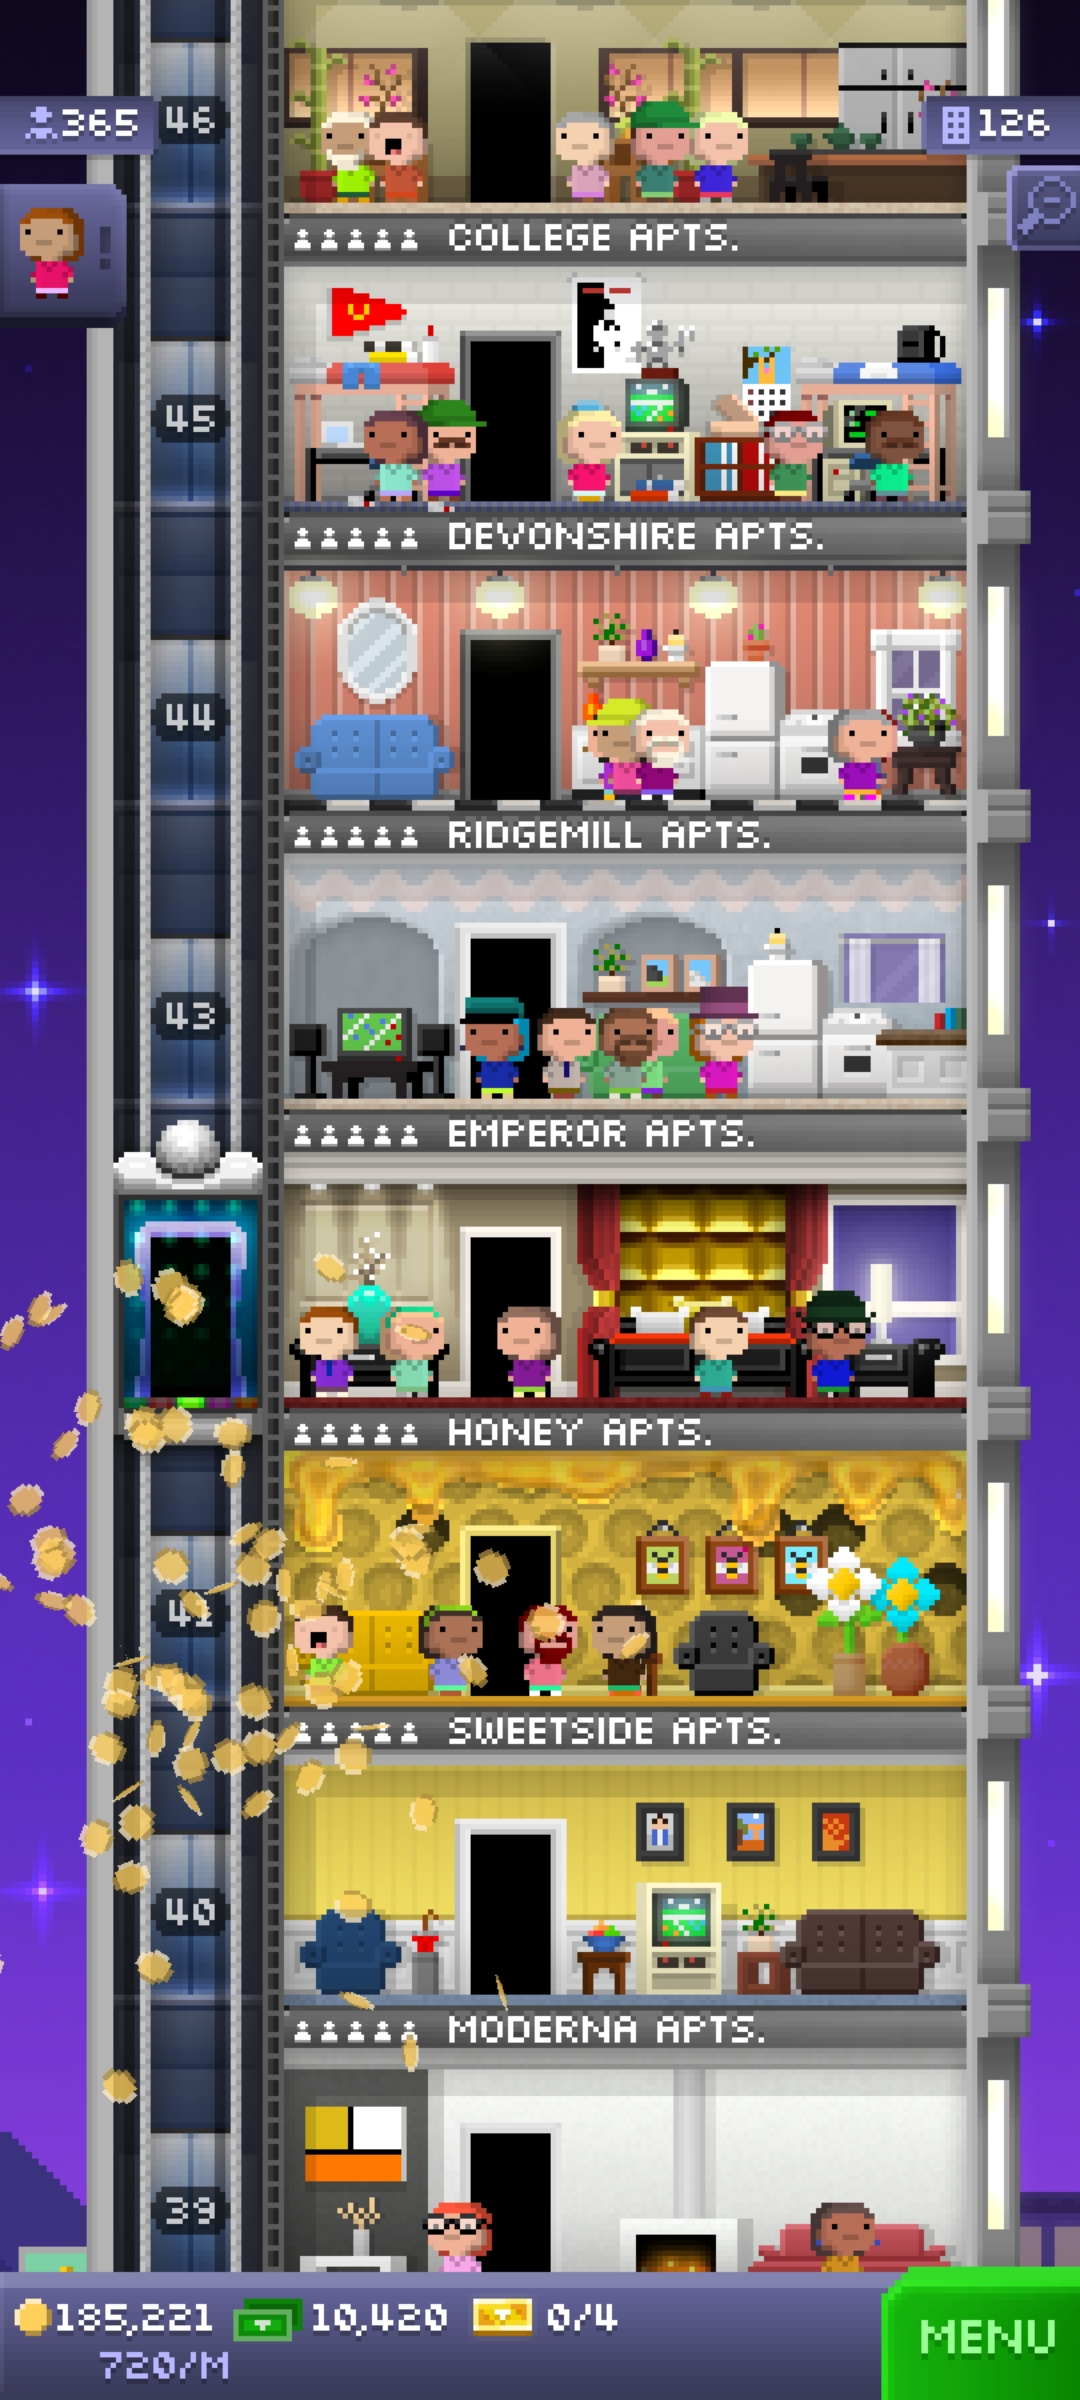 365
46
126
COLLEGE APTS.
45
DEVONSHIRE APTS.
44
RIDGEMILL APTS.
43
EMPEROR APTS.
HONEY APTS.
41
SWEETSIDE APTS.
40
MODERNA APTS.
39
185,221 10,420 0/4
720/M
MENU